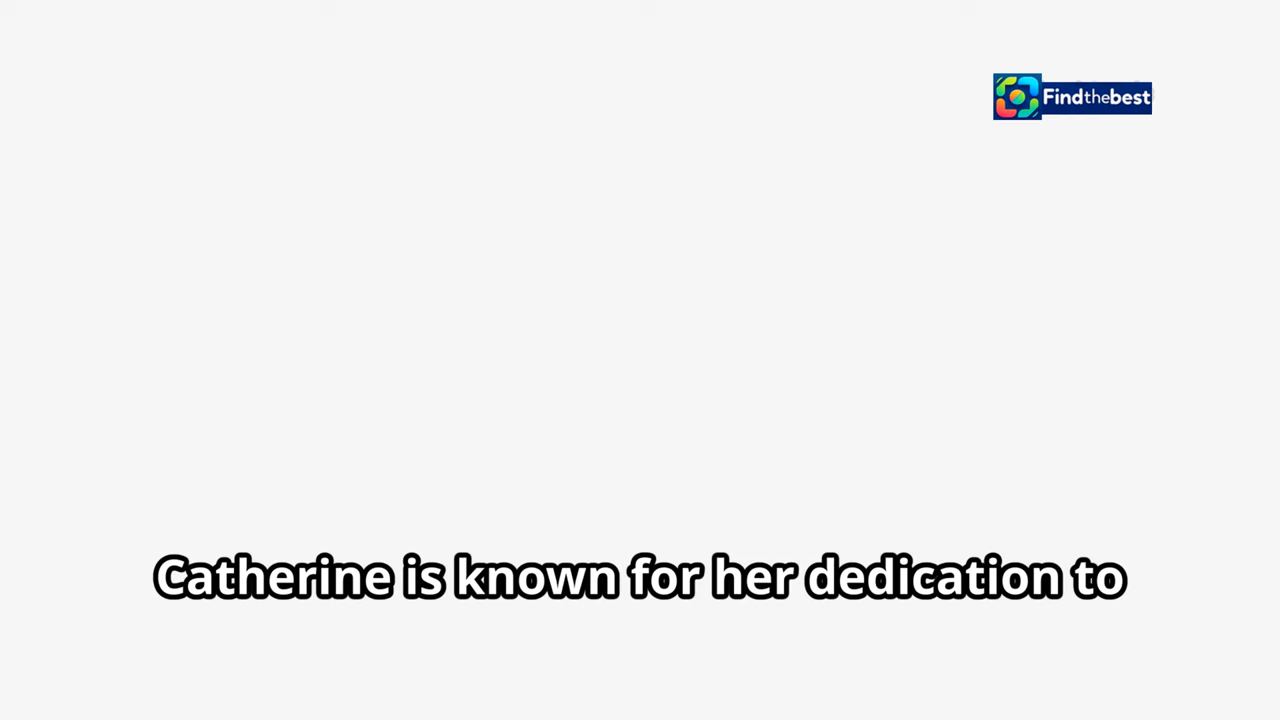 Findthebest
Catherine is known for her dedication to